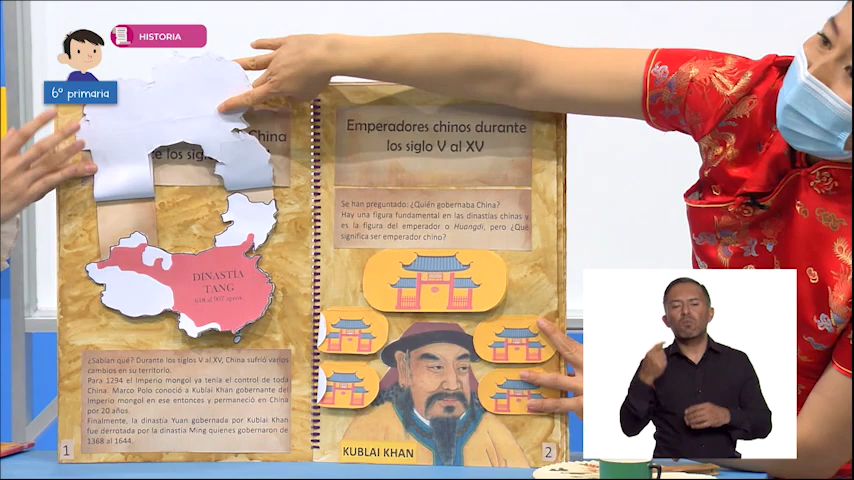 HISTORIA
6º primaria
China
e los sig
DINASTÍA
TANG
618 al 907 aprox.
¿Sabían qué? Durante los siglos V al XV, China sufrió varios
cambios en su territorio.
Para 1294 el Imperio mongol ya tenía el control de toda
China. Marco Polo conoció a Kublai Khan gobernante del
Imperio mongol en ese entonces y permaneció en China
por 20 años.
Finalmente, la dinastía Yuan gobernada por Kublai Khan
fue derrotada por la dinastía Ming quienes gobernaron de
1368 al 1644.
1
Emperadores chinos durante
los siglo V al XV
Se han preguntado: ¿Quién gobernaba China?
Hay una figura fundamental en las dinastías chinas y
es la figura del emperador o Huangdi, pero ¿Qué
significa ser emperador chino?
KUBLAI KHAN
2